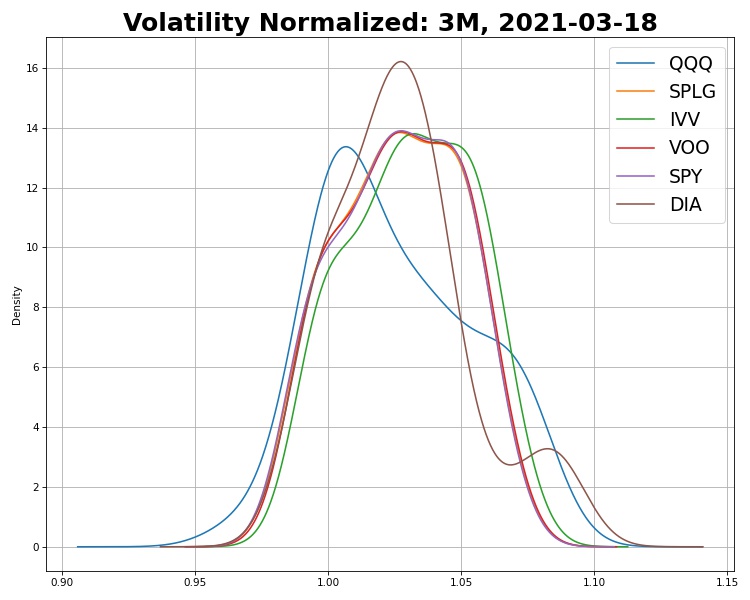 Volatility Normalized: 3M, 2021-03-18
QQQ
SPLG
IVV
VOO
SPY
DIA
Density
16
14
12
10
8
6
4
2
0
0.90 0.95 1.00 1.05 1.10 1.15